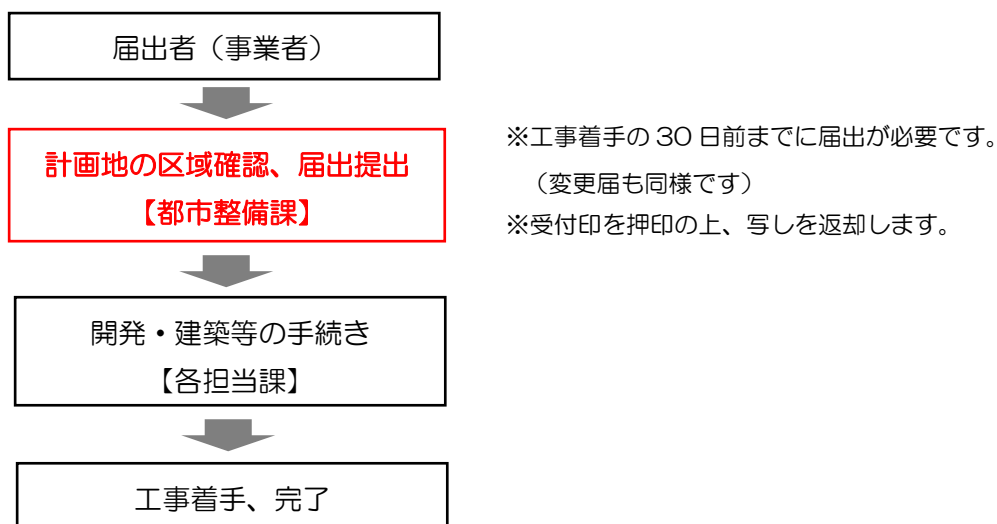 届出者（事業者）
計画地の区域確認、届出提出
【都市整備課】
※工事着手の 30 日前までに届出が必要です。
（変更届も同様です）
※受付印を押印の上、写しを返却します。
開発・建築等の手続き
【各担当課】
工事着手、完了